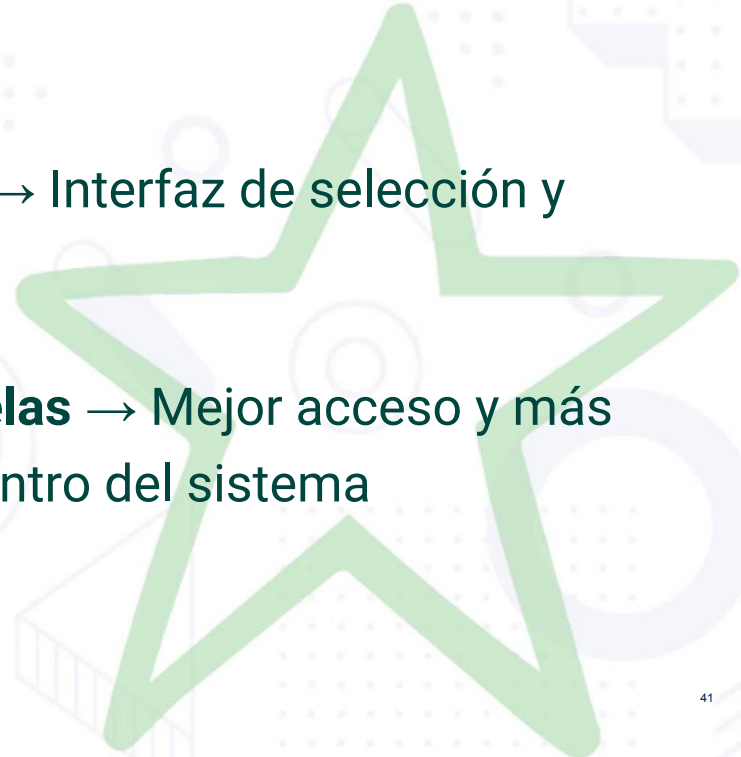 → Interfaz de selección y
elas → Mejor acceso y más
ntro del sistema
41